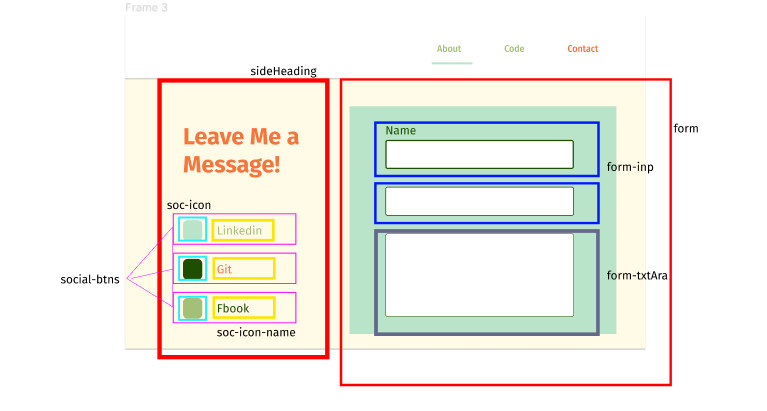 Frame 3
About
Code
Contact
sideHeading
form
Leave Me a
Message!
Name
form-inp
soc-icon
Linkedin
Git
social-btns
form-txtAra
Fbook
soc-icon-name